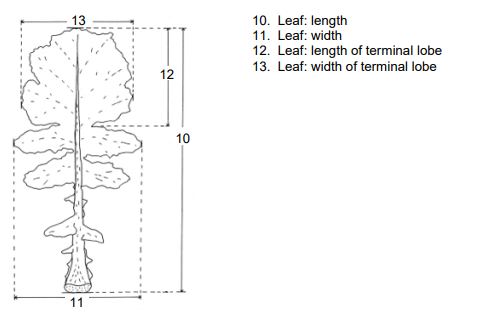 13
10. Leaf: length
11. Leaf: width
12. Leaf: length of terminal lobe
13. Leaf: width of terminal lobe
12
10
11